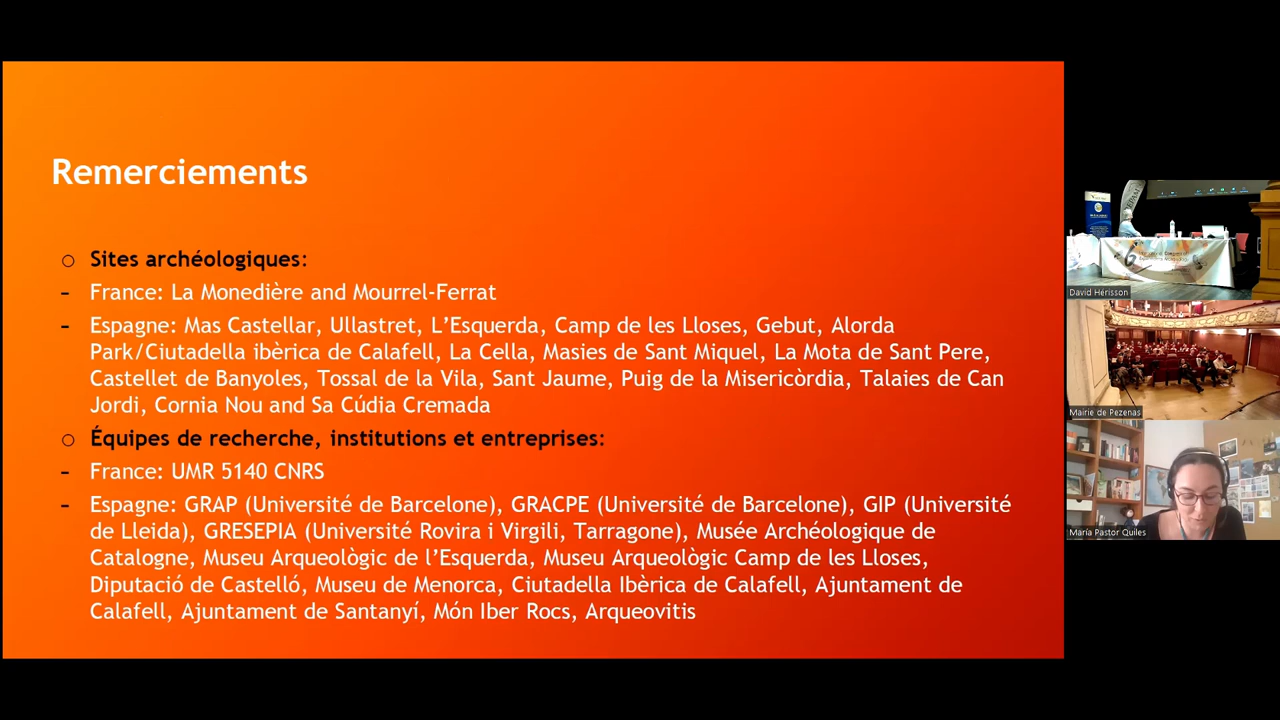 Remerciements
○ Sites archéologiques:
- France: La Monedière and Mourrel-Ferrat
- Espagne: Mas Castellar, Ullastret, L’Esquerda, Camp de les Lloses, Gebut, Alorda
Park/Ciutadella ibèrica de Calafell, La Cella, Masies de Sant Miquel, La Mota de Sant Pere,
Castellet de Banyoles, Tossal de la Vila, Sant Jaume, Puig de la Misericòrdia, Talaies de Can
Jordi, Cornia Nou and Sa Cúdia Cremada
○ Équipes de recherche, institutions et entreprises:
- France: UMR 5140 CNRS
- Espagne: GRAP (Université de Barcelone), GRACPE (Université de Barcelone), GIP (Université
de Lleida), GRESEPIA (Université Rovira i Virgili, Tarragone), Musée Archéologique de
Catalogne, Museu Arqueològic de l’Esquerda, Museu Arqueològic Camp de les Lloses,
Diputació de Castelló, Museu de Menorca, Ciutadella Ibèrica de Calafell, Ajuntament de
Calafell, Ajuntament de Santanyí, Món Iber Rocs, Arqueovitis
David Hérisson
Mairie de Pezenas
María Pastor Quiles